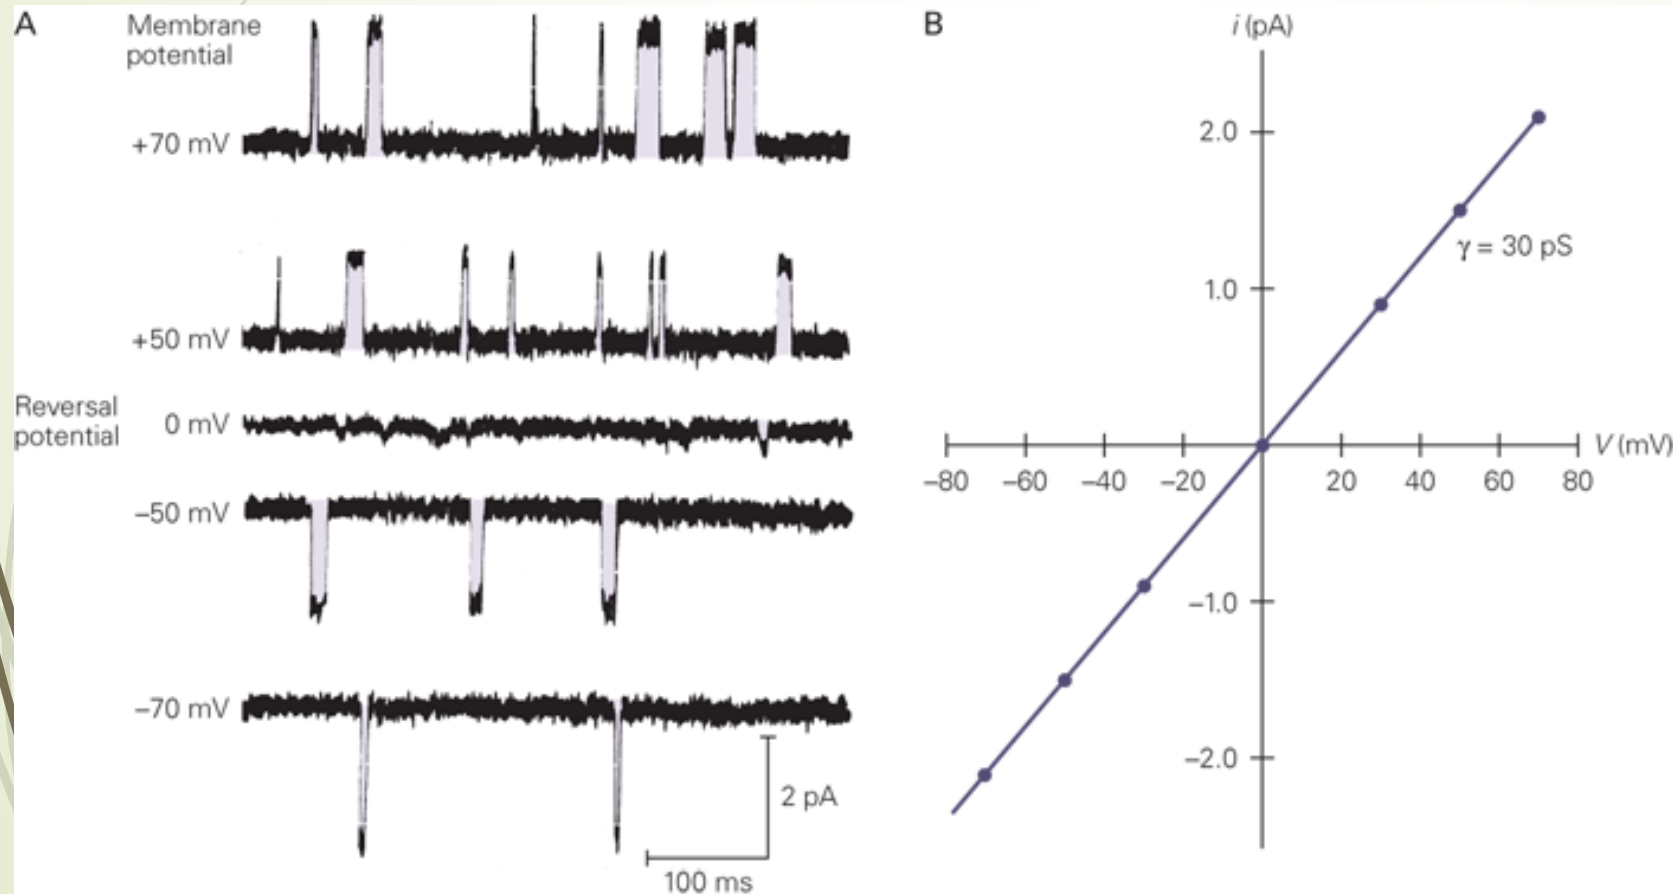 A
Membrane
potential
+70 mV
+50 mV
Reversal
potential
0 mV
–50 mV
–70 mV
2 pA
100 ms
B
i (pA)
2.0
γ = 30 pS
1.0
V (mV)
–80 –60 –40 –20 20 40 60 80
–1.0
–2.0